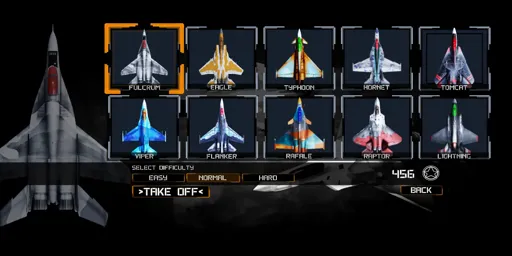 FULCRUM EAGLE TYPHOON HORNET TOMCAT
VIPER FLANKER RAFALE RAPTOR LIGHTNING
SELECT DIFFICULTY
EASY NORMAL HARD
456
>TAKE OFF<
BACK